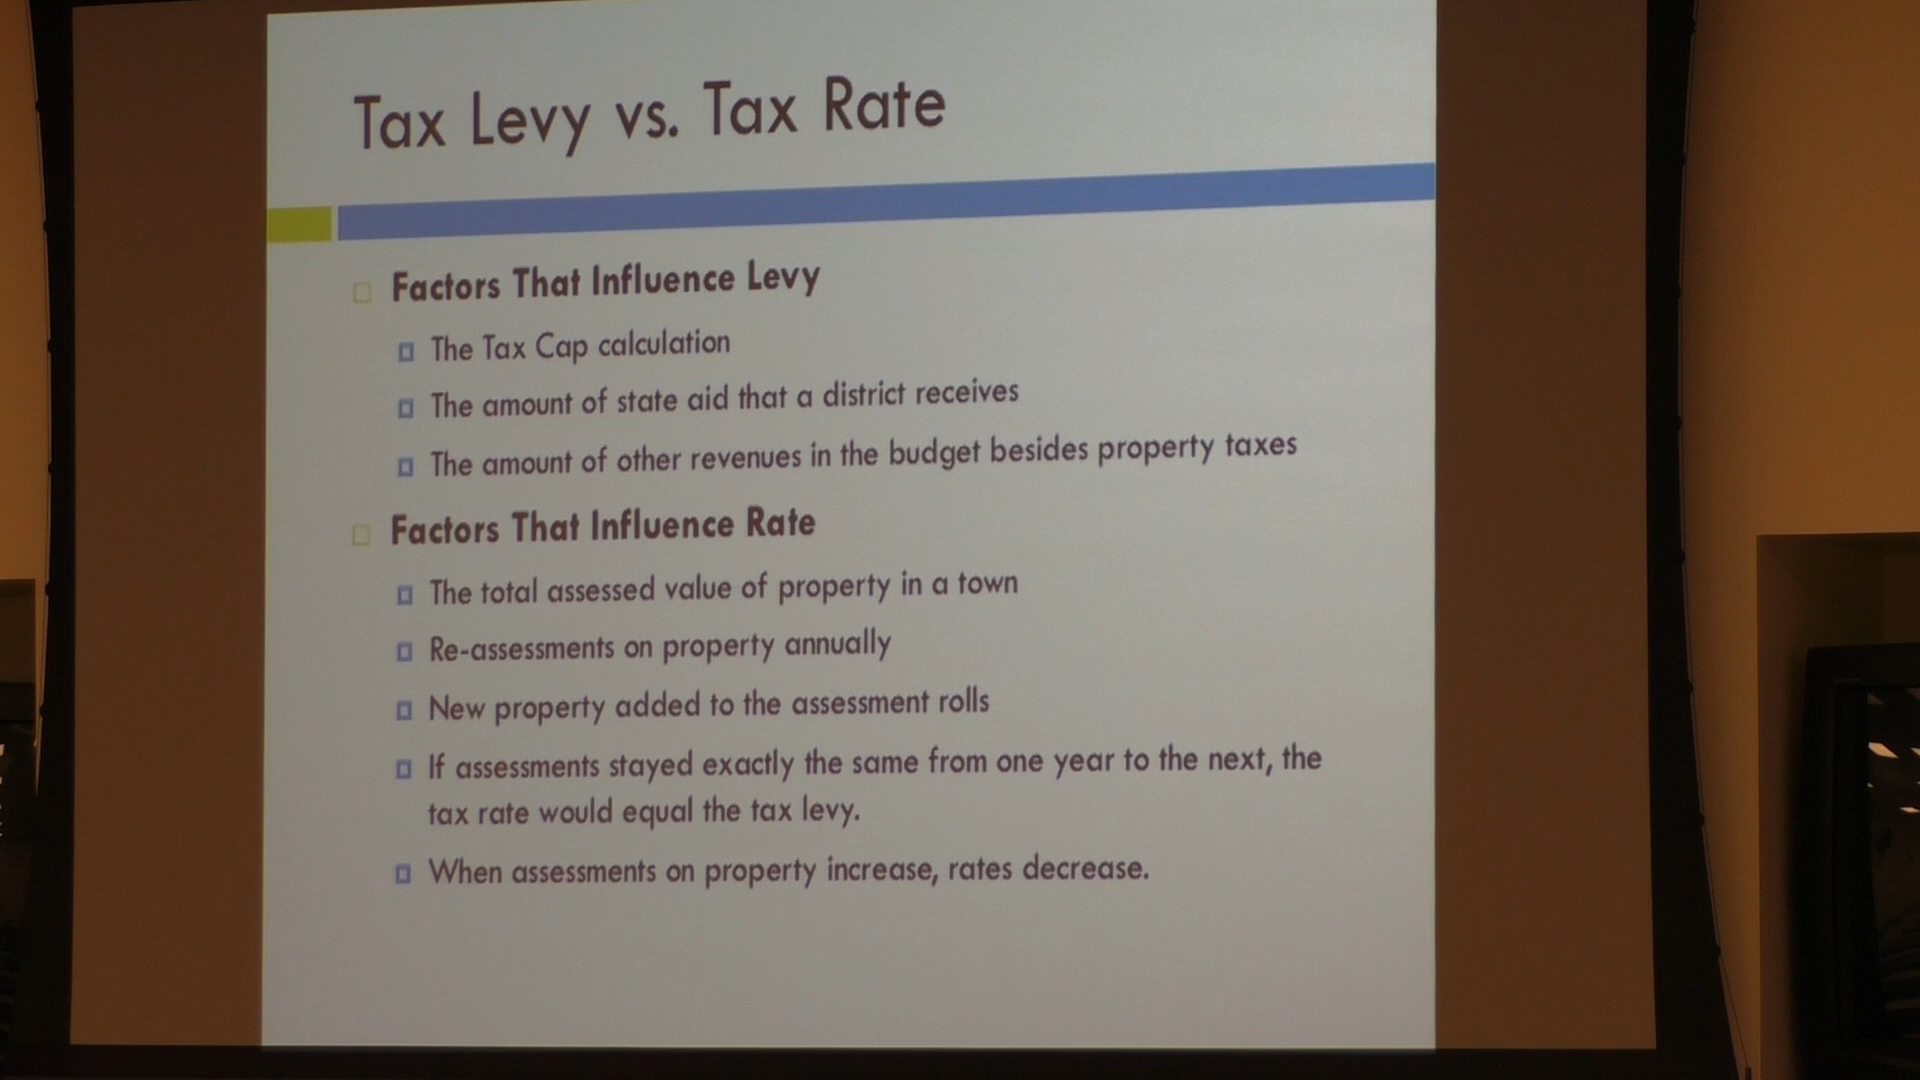 Tax Levy vs. Tax Rate
Factors That Influence Levy
The Tax Cap calculation
The amount of state aid that a district receives
The amount of other revenues in the budget besides property taxes
Factors That Influence Rate
The total assessed value of property in a town
Re-assessments on property annually
New property added to the assessment rolls
If assessments stayed exactly the same from one year to the next, the
tax rate would equal the tax levy.
When assessments on property increase, rates decrease.